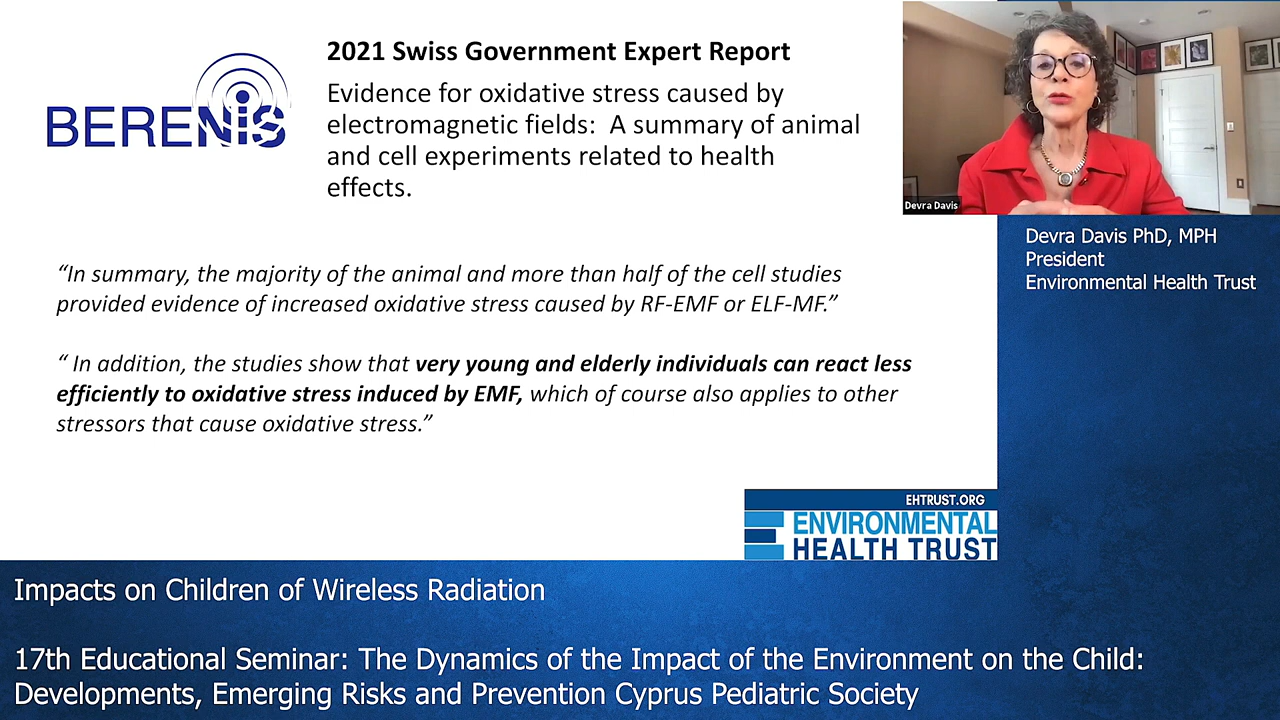 BERENIS
2021 Swiss Government Expert Report
Evidence for oxidative stress caused by
electromagnetic fields:  A summary of animal
and cell experiments related to health
effects.
“In summary, the majority of the animal and more than half of the cell studies
provided evidence of increased oxidative stress caused by RF-EMF or ELF-MF.”
“ In addition, the studies show that very young and elderly individuals can react less
efficiently to oxidative stress induced by EMF, which of course also applies to other
stressors that cause oxidative stress.”
EHTRUST.ORG
ENVIRONMENTAL
HEALTH TRUST
Devra Davis
Devra Davis PhD, MPH
President
Environmental Health Trust
Impacts on Children of Wireless Radiation
17th Educational Seminar: The Dynamics of the Impact of the Environment on the Child:
Developments, Emerging Risks and Prevention Cyprus Pediatric Society